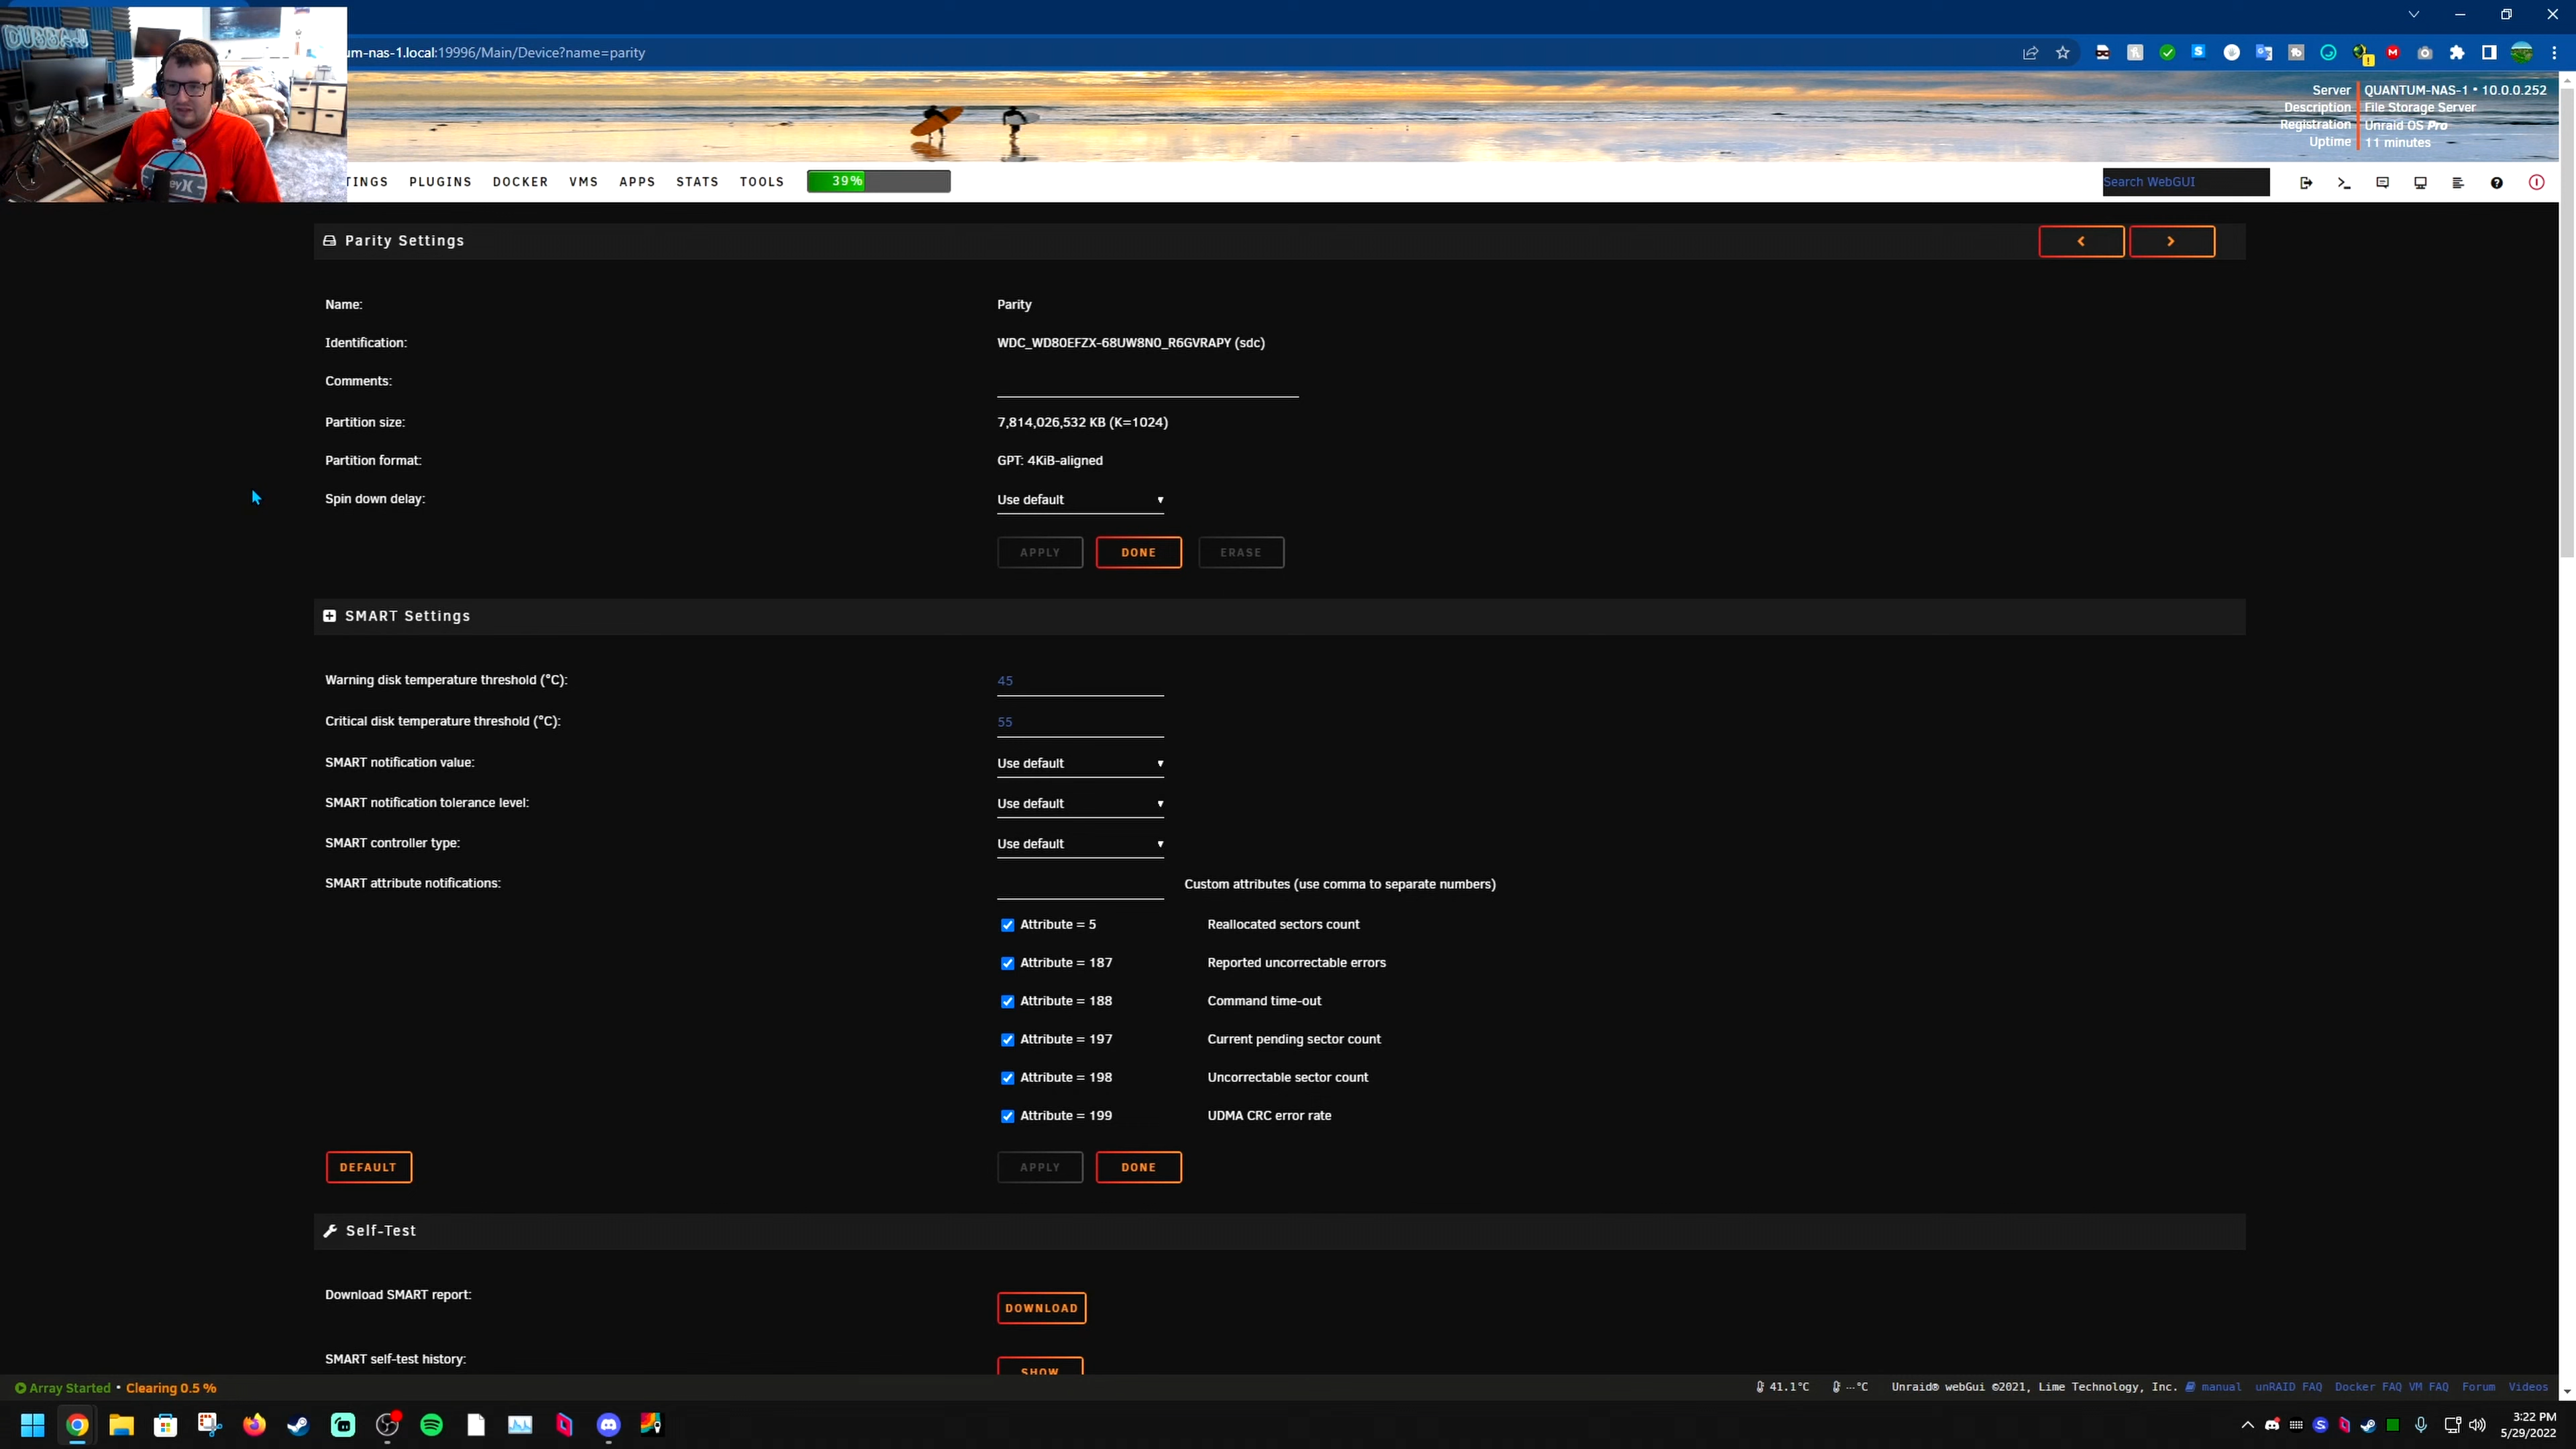 um-nas-1.local:19996/Main/Device?name=parity
Server QUANTUM-NAS-1 • 10.0.0.252
Description File Storage Server
Registration Unraid OS Pro
Uptime 11 minutes
TINGS PLUGINS DOCKER VMS APPS STATS TOOLS 39% Search WebGUI
Parity Settings
Name: Parity
Identification: WDC_WD80EFZX-68UW8N0_R6GVRAPY (sdc)
Comments:
Partition size: 7,814,026,532 KB (K=1024)
Partition format: GPT: 4KiB-aligned
Spin down delay: Use default
APPLY DONE ERASE
SMART Settings
Warning disk temperature threshold (°C): 45
Critical disk temperature threshold (°C): 55
SMART notification value: Use default
SMART notification tolerance level: Use default
SMART controller type: Use default
SMART attribute notifications: Custom attributes (use comma to separate numbers)
Attribute = 5 Reallocated sectors count
Attribute = 187 Reported uncorrectable errors
Attribute = 188 Command time-out
Attribute = 197 Current pending sector count
Attribute = 198 Uncorrectable sector count
Attribute = 199 UDMA CRC error rate
DEFAULT APPLY DONE
Self-Test
Download SMART report: DOWNLOAD
SMART self-test history: SHOW
Array Started • Clearing 0.5 % 41.1°C --°C Unraid® webGui ©2021, Lime Technology, Inc. manual unRAID FAQ Docker FAQ VM FAQ Forum Videos
3:22 PM
5/29/2022